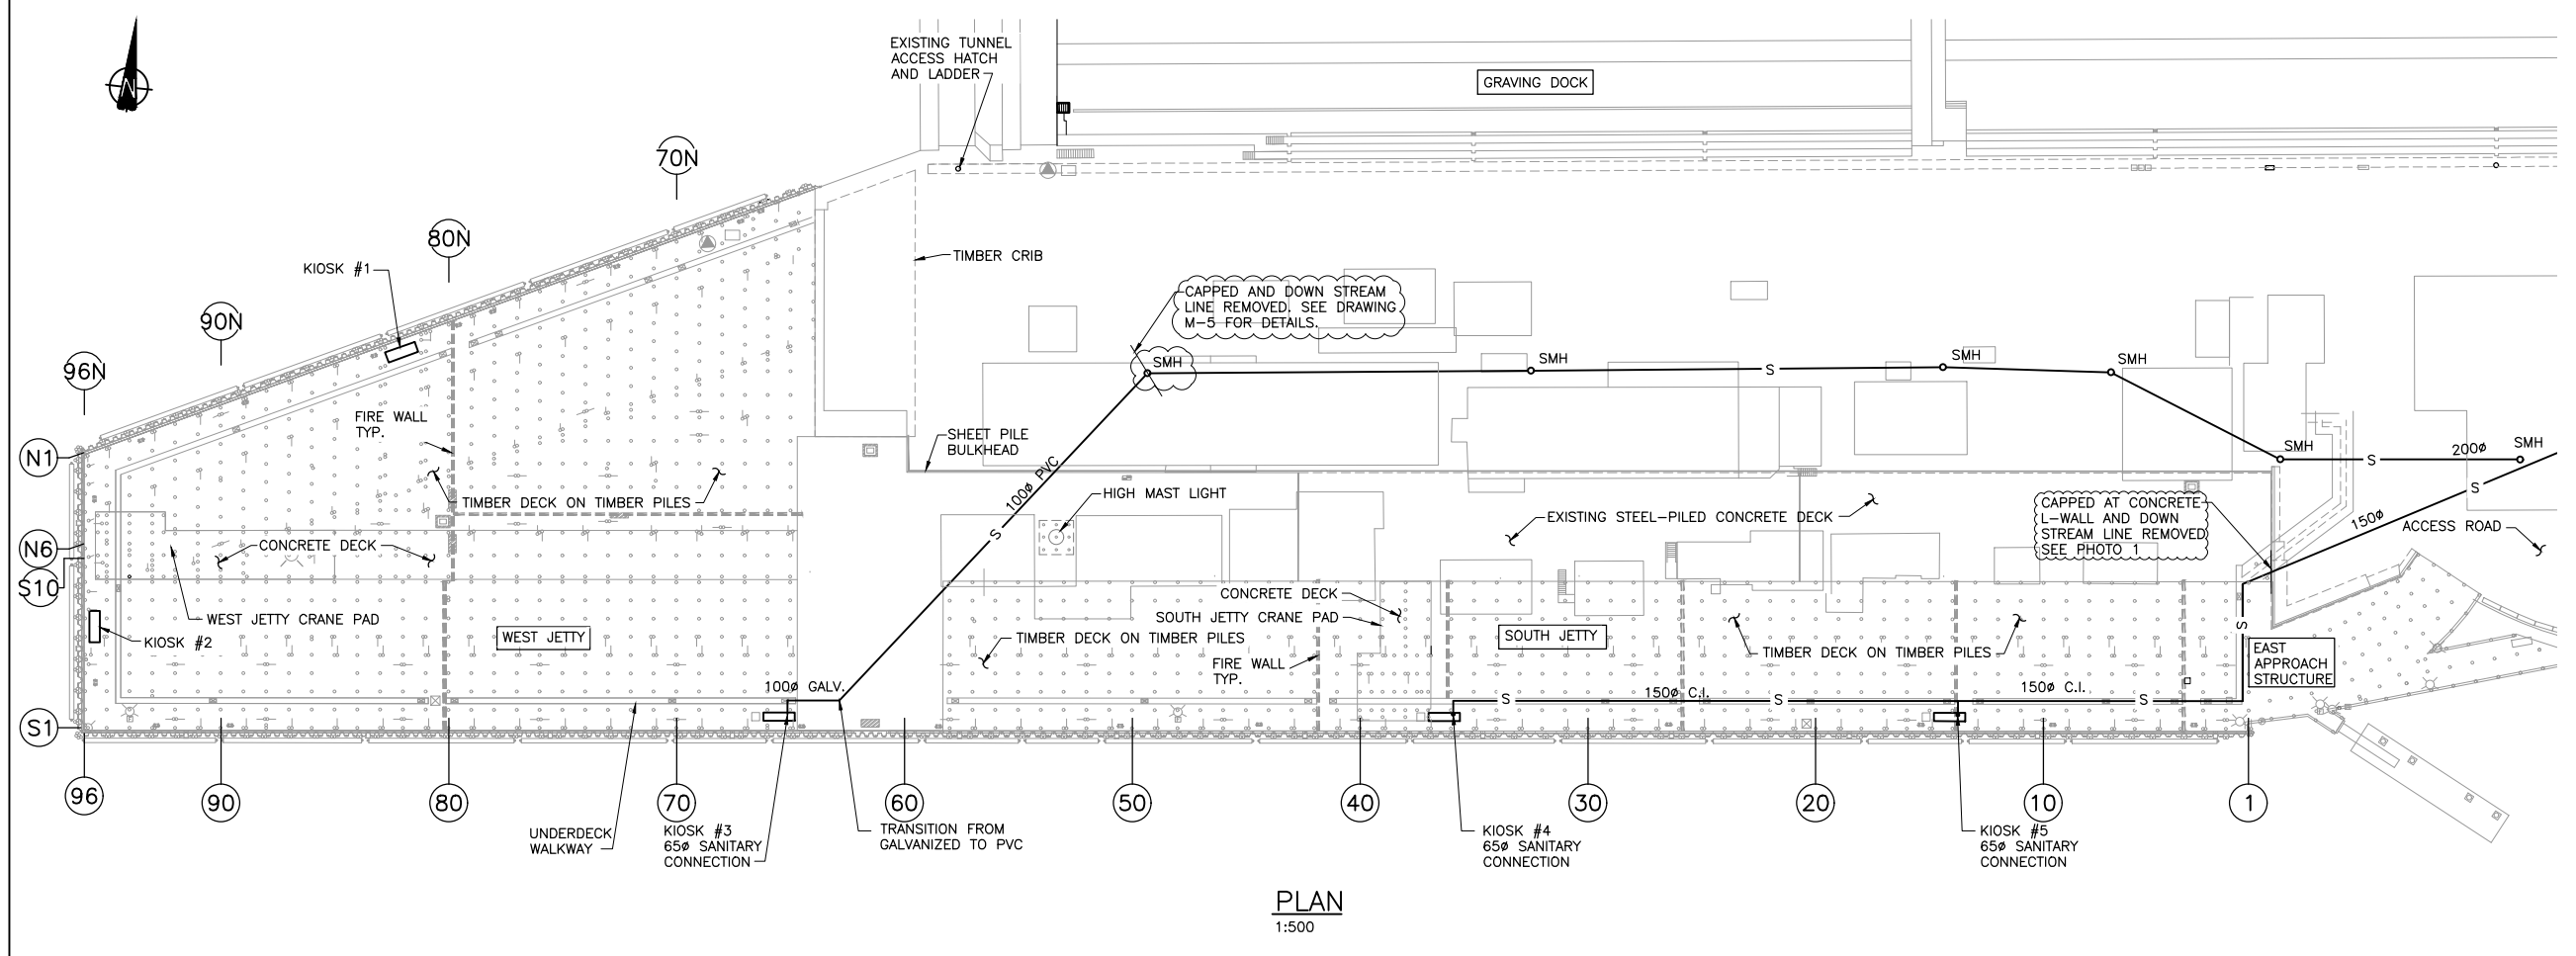 N
EXISTING TUNNEL
ACCESS HATCH
AND LADDER
GRAVING DOCK
70N
80N
KIOSK #1
TIMBER CRIB
90N
CAPPED AND DOWN STREAM
LINE REMOVED. SEE DRAWING
M-5 FOR DETAILS.
96N
SMH
SMH
S
SMH
SMH
FIRE WALL
TYP.
SHEET PILE
BULKHEAD
N1
SMH
S
200ø
SMH
TIMBER DECK ON TIMBER PILES
100ø PVC
S
HIGH MAST LIGHT
S
CAPPED AT CONCRETE
L-WALL AND DOWN
STREAM LINE REMOVED
SEE PHOTO 1
EXISTING STEEL-PILED CONCRETE DECK
150ø
ACCESS ROAD
N6
CONCRETE DECK
S10
CONCRETE DECK
WEST JETTY CRANE PAD
SOUTH JETTY CRANE PAD
S
KIOSK #2
WEST JETTY
TIMBER DECK ON TIMBER PILES
SOUTH JETTY
TIMBER DECK ON TIMBER PILES
EAST
APPROACH
STRUCTURE
FIRE WALL
TYP.
100ø GALV.
S
150ø C.I.
S
150ø C.I.
S
S1
96
90
80
70
60
50
40
30
20
10
1
UNDERDECK
WALKWAY
KIOSK #3
65ø SANITARY
CONNECTION
TRANSITION FROM
GALVANIZED TO PVC
KIOSK #4
65ø SANITARY
CONNECTION
KIOSK #5
65ø SANITARY
CONNECTION
PLAN
1:500